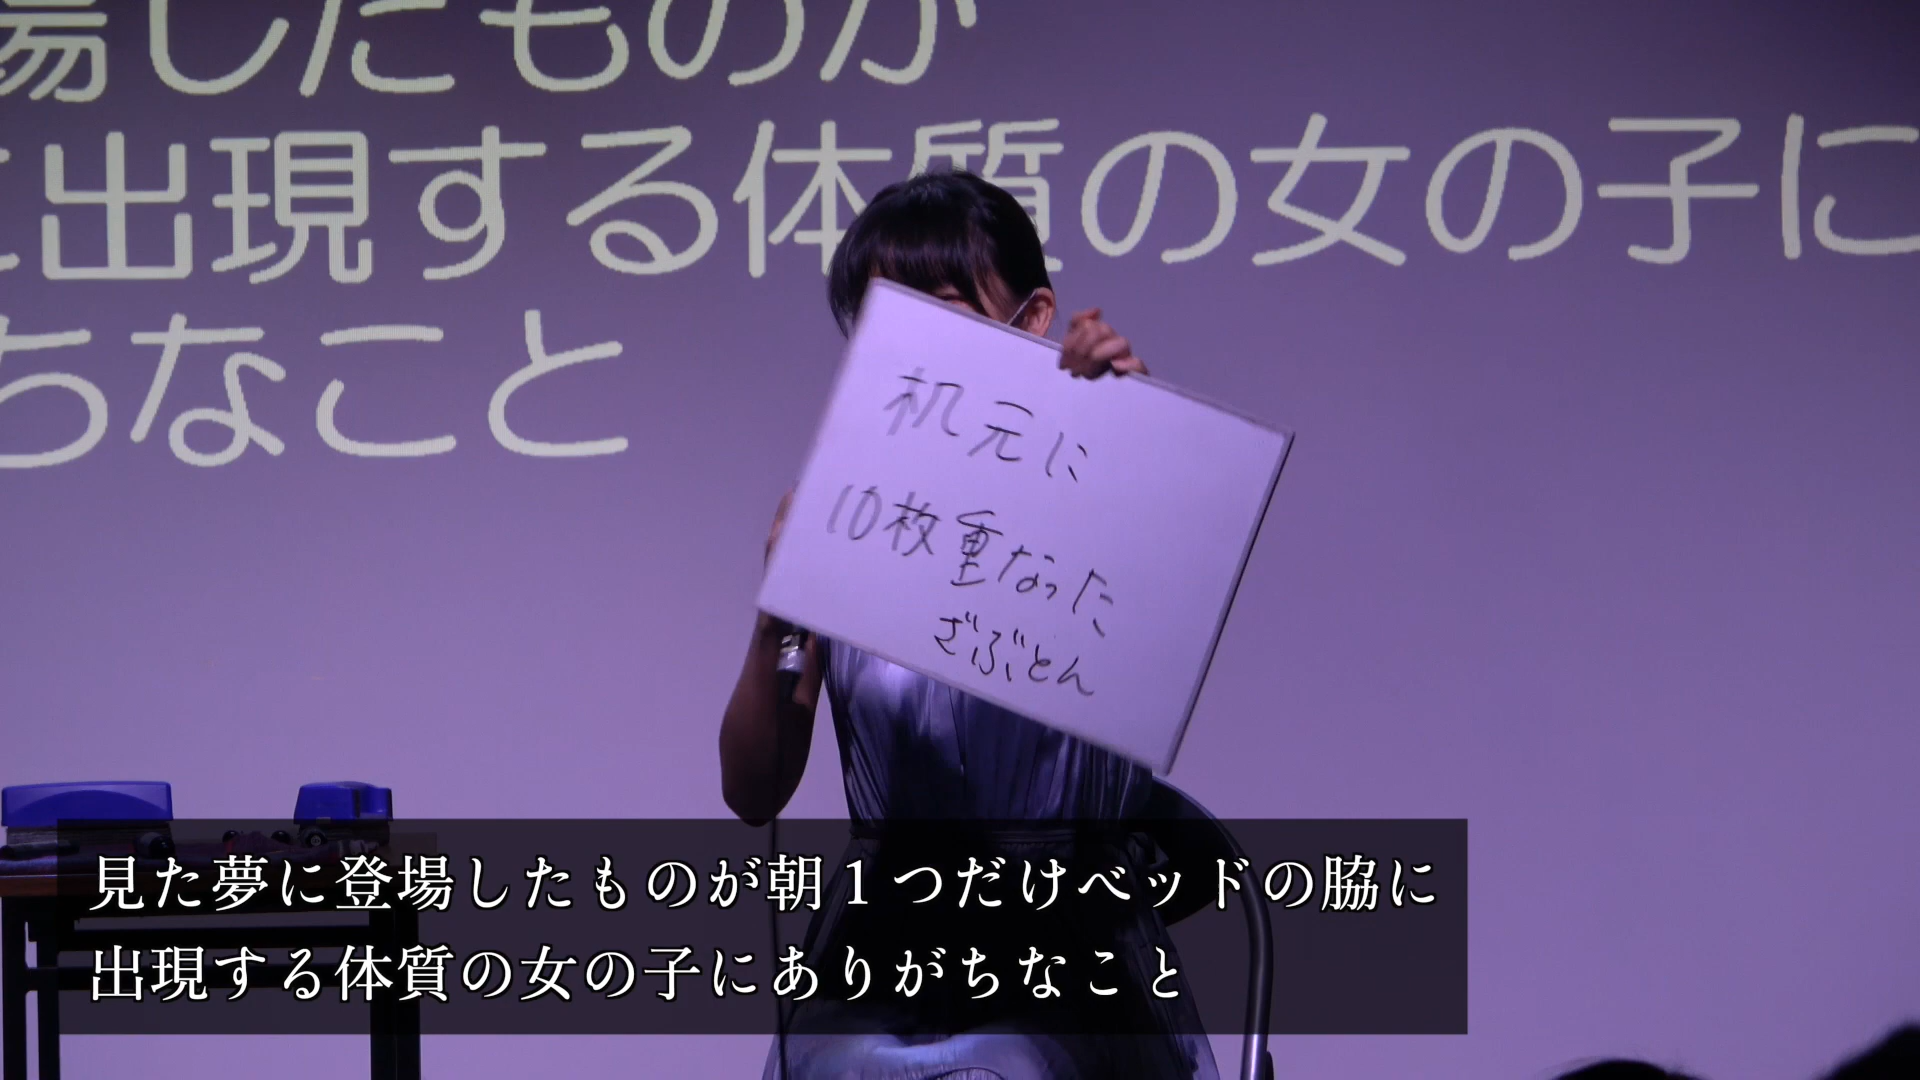 場したものが
に出現する体質の女の子に
ちなこと
机元に
10枚重なった
ざぶとん
見た夢に登場したものが朝１つだけベッドの脇に
出現する体質の女の子にありがちなこと